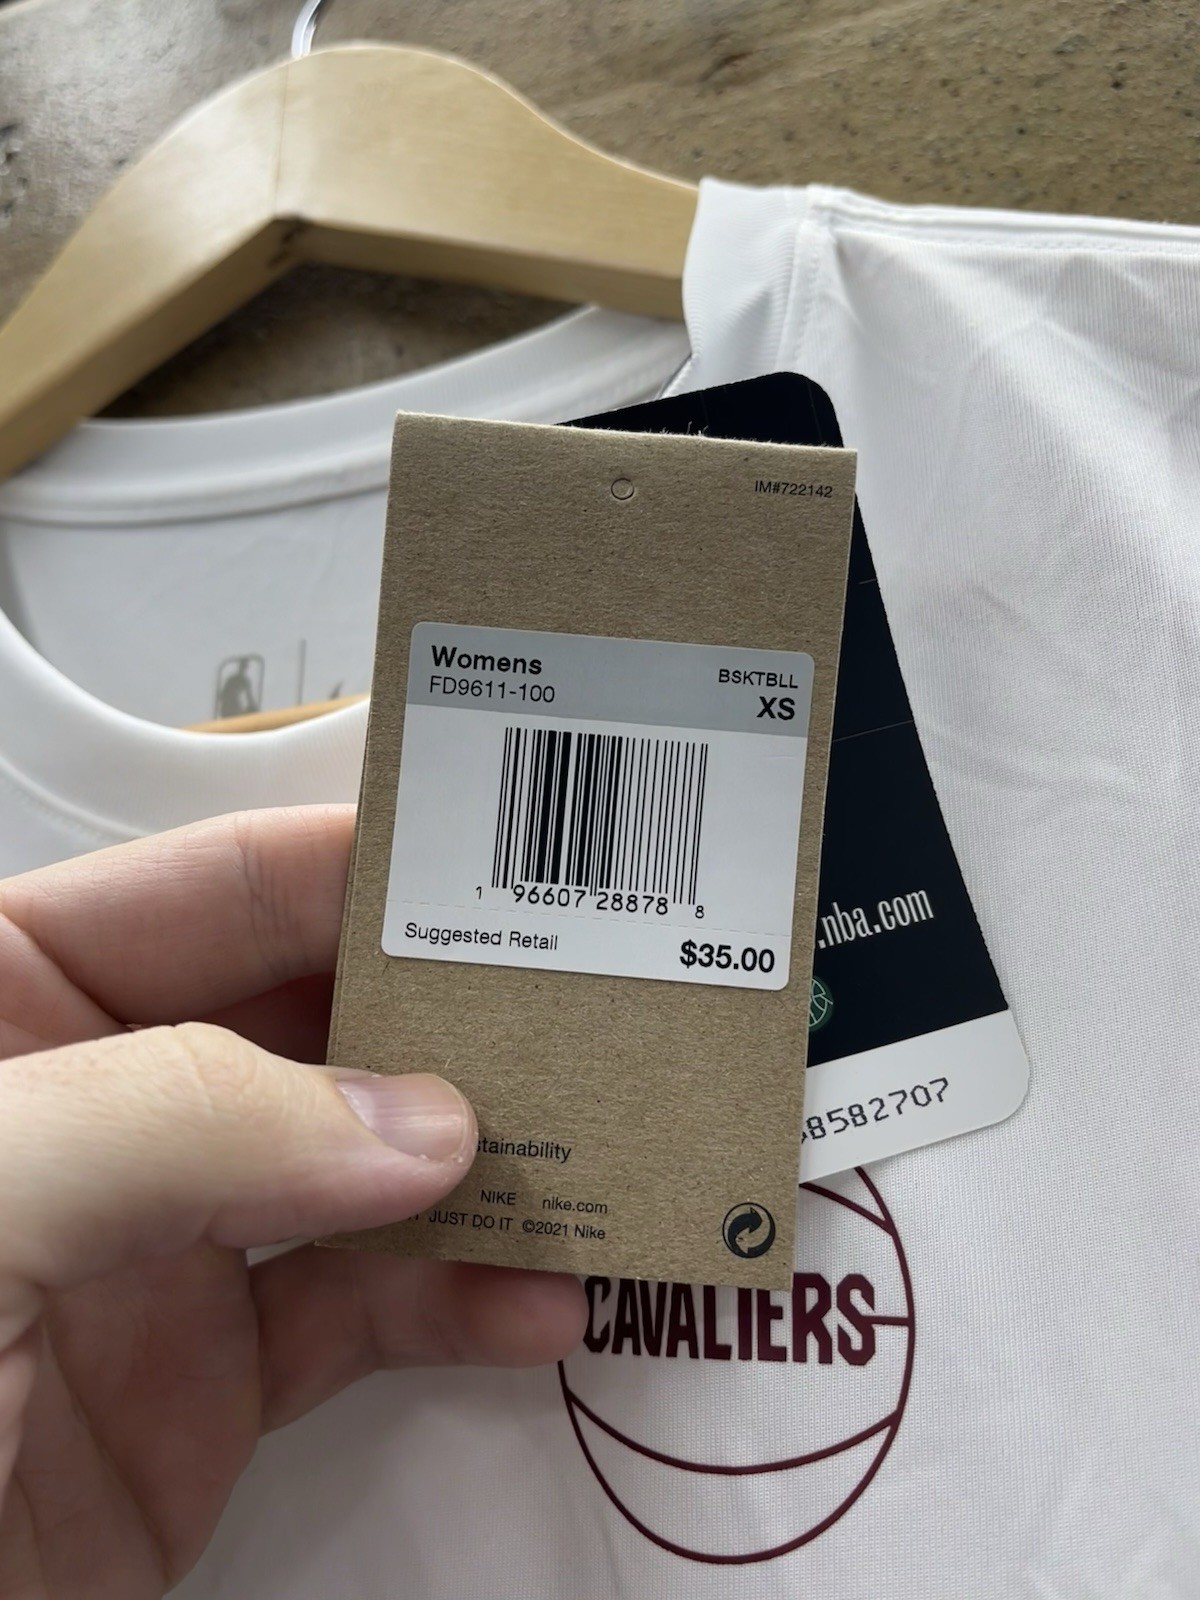 IM#722142
Womens
BSKTBLL
FD9611-100
XS
1 96607 28878 8
Suggested Retail
$35.00
.nba.com
8582707
stainability
NIKE nike.com
JUST DO IT ©2021 Nike
CAVALIERS